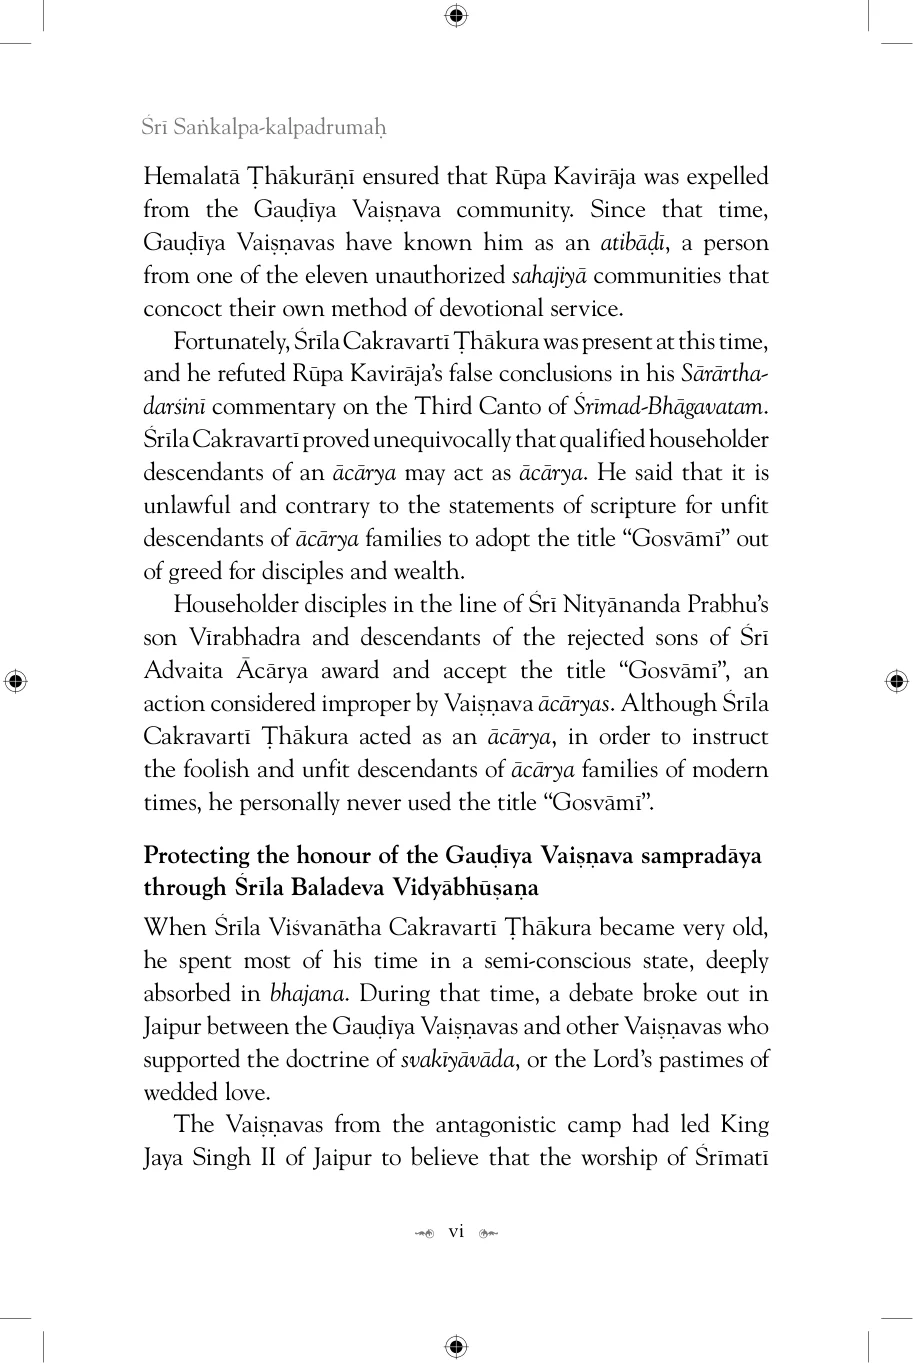 Śrī Saṅkalpa-kalpadrumaḥ
Hemalatā Ṭhākurāṇī ensured that Rūpa Kavirāja was expelled
from the Gauḍīya Vaiṣṇava community. Since that time,
Gauḍīya Vaiṣṇavas have known him as an atibāḍī, a person
from one of the eleven unauthorized sahajiyā communities that
concoct their own method of devotional service.
Fortunately, Śrīla Cakravartī Ṭhākura was present at this time,
and he refuted Rūpa Kavirāja’s false conclusions in his Sārārtha-
darśinī commentary on the Third Canto of Śrīmad-Bhāgavatam.
Śrīla Cakravartī proved unequivocally that qualified householder
descendants of an ācārya may act as ācārya. He said that it is
unlawful and contrary to the statements of scripture for unfit
descendants of ācārya families to adopt the title “Gosvāmī” out
of greed for disciples and wealth.
Householder disciples in the line of Śrī Nityānanda Prabhu’s
son Vīrabhadra and descendants of the rejected sons of Śrī
Advaita Ācārya award and accept the title “Gosvāmī”, an
action considered improper by Vaiṣṇava ācāryas. Although Śrīla
Cakravartī Ṭhākura acted as an ācārya, in order to instruct
the foolish and unfit descendants of ācārya families of modern
times, he personally never used the title “Gosvāmī”.
Protecting the honour of the Gauḍīya Vaiṣṇava sampradāya
through Śrīla Baladeva Vidyābhūṣaṇa
When Śrīla Viśvanātha Cakravartī Ṭhākura became very old,
he spent most of his time in a semi-conscious state, deeply
absorbed in bhajana. During that time, a debate broke out in
Jaipur between the Gauḍīya Vaiṣṇavas and other Vaiṣṇavas who
supported the doctrine of svakīyāvāda, or the Lord’s pastimes of
wedded love.
The Vaiṣṇavas from the antagonistic camp had led King
Jaya Singh II of Jaipur to believe that the worship of Śrīmatī
vi